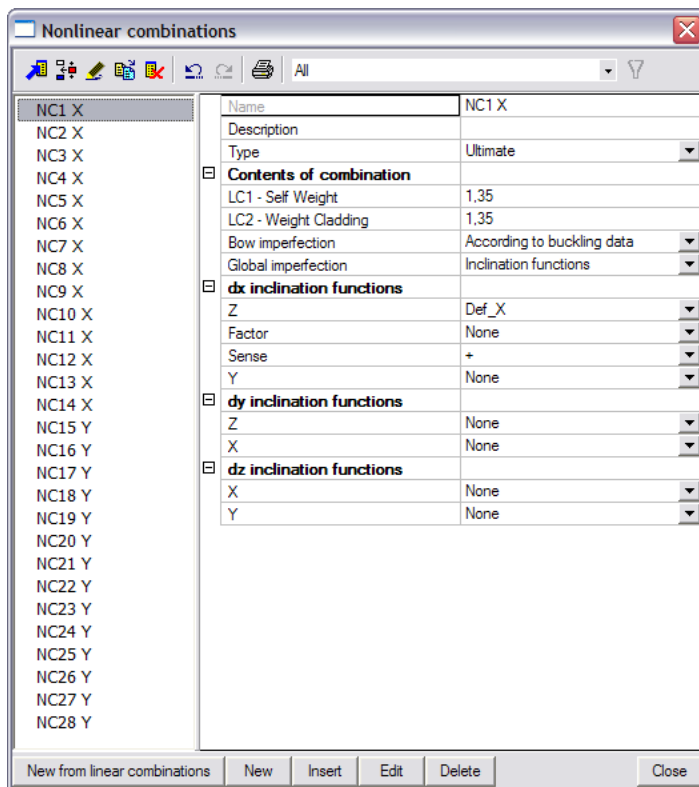 Nonlinear combinations
All
NC1 X
NC2 X
NC3 X
NC4 X
NC5 X
NC6 X
NC7 X
NC8 X
NC9 X
NC10 X
NC11 X
NC12 X
NC13 X
NC14 X
NC15 Y
NC16 Y
NC17 Y
NC18 Y
NC19 Y
NC20 Y
NC21 Y
NC22 Y
NC23 Y
NC24 Y
NC25 Y
NC26 Y
NC27 Y
NC28 Y
Name NC1 X
Description
Type Ultimate
Contents of combination
LC1 - Self Weight 1,35
LC2 - Weight Cladding 1,35
Bow imperfection According to buckling data
Global imperfection Inclination functions
dx inclination functions
Z Def_X
Factor None
Sense +
Y None
dy inclination functions
Z None
X None
dz inclination functions
X None
Y None
New from linear combinations New Insert Edit Delete Close